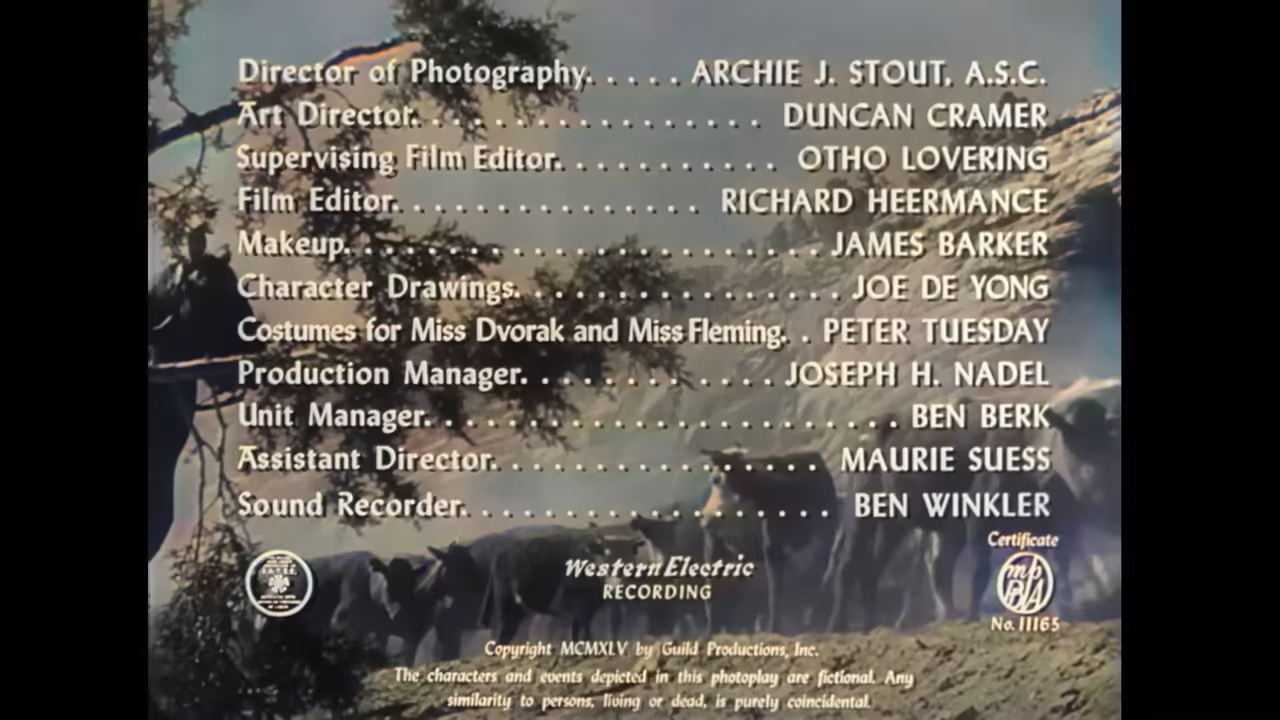 Director of Photography. . . . . ARCHIE J. STOUT, A.S.C.
Art Director. . . . . . . . . . . . . . . . . DUNCAN CRAMER
Supervising Film Editor. . . . . . . . . . . OTHO LOVERING
Film Editor. . . . . . . . . . . . . . . . RICHARD HEERMANCE
Makeup. . . . . . . . . . . . . . . . . . . . . . . JAMES BARKER
Character Drawings. . . . . . . . . . . . . . . . JOE DE YONG
Costumes for Miss Dvorak and Miss Fleming. . PETER TUESDAY
Production Manager. . . . . . . . . . . . JOSEPH H. NADEL
Unit Manager. . . . . . . . . . . . . . . . . . . . . . . BEN BERK
Assistant Director. . . . . . . . . . . . . . . . MAURIE SUESS
Sound Recorder. . . . . . . . . . . . . . . . . . BEN WINKLER
Certificate
Western Electric
RECORDING
No. 11165
Copyright MCMXLV by Guild Productions, Inc.
The characters and events depicted in this photoplay are fictional. Any
similarity to persons, living or dead, is purely coincidental.